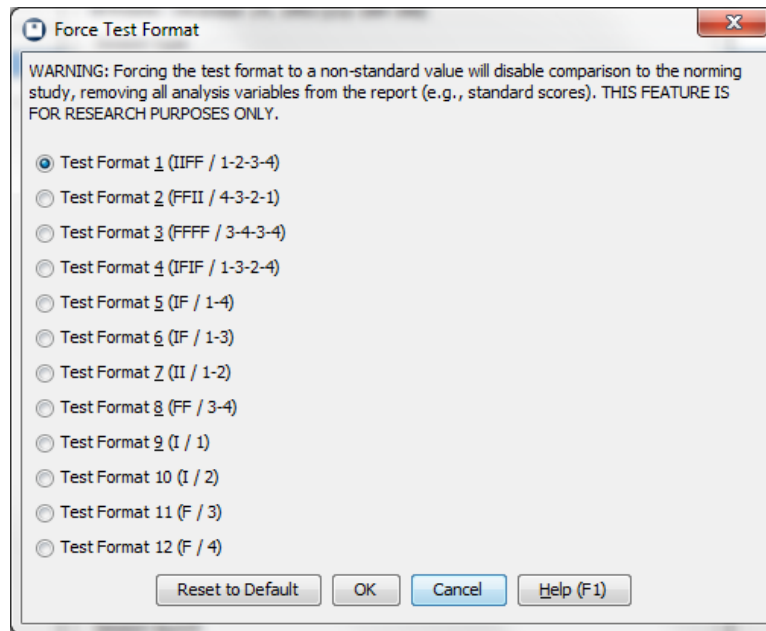 Force Test Format
WARNING: Forcing the test format to a non-standard value will disable comparison to the norming
study, removing all analysis variables from the report (e.g., standard scores). THIS FEATURE IS
FOR RESEARCH PURPOSES ONLY.
Test Format 1 (IIFF / 1-2-3-4)
Test Format 2 (FFII / 4-3-2-1)
Test Format 3 (FFFF / 3-4-3-4)
Test Format 4 (IFIF / 1-3-2-4)
Test Format 5 (IF / 1-4)
Test Format 6 (IF / 1-3)
Test Format 7 (II / 1-2)
Test Format 8 (FF / 3-4)
Test Format 9 (I / 1)
Test Format 10 (I / 2)
Test Format 11 (F / 3)
Test Format 12 (F / 4)
Reset to Default OK Cancel Help (F1)